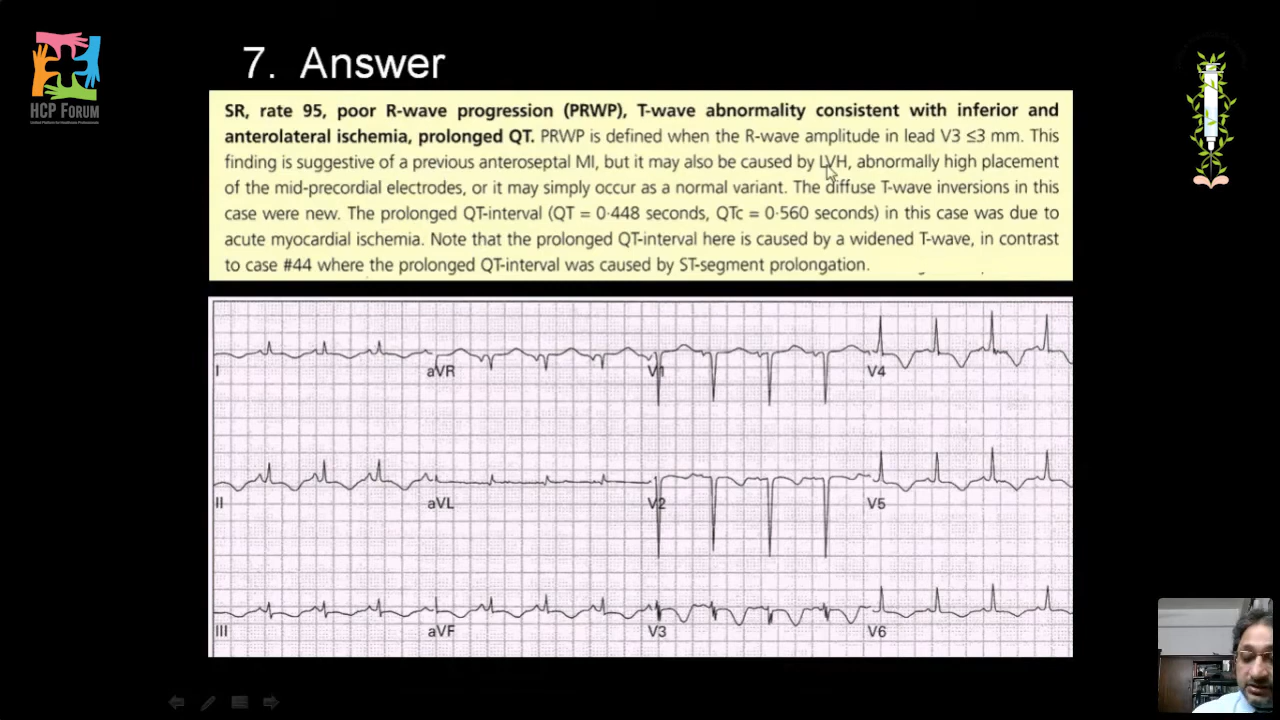 7. Answer
HCP FORUM
SR, rate 95, poor R-wave progression (PRWP), T-wave abnormality consistent with inferior and
anterolateral ischemia, prolonged QT. PRWP is defined when the R-wave amplitude in lead V3 ≤3 mm. This
finding is suggestive of a previous anteroseptal MI, but it may also be caused by LVH, abnormally high placement
of the mid-precordial electrodes, or it may simply occur as a normal variant. The diffuse T-wave inversions in this
case were new. The prolonged QT-interval (QT = 0·448 seconds, QTc = 0·560 seconds) in this case was due to
acute myocardial ischemia. Note that the prolonged QT-interval here is caused by a widened T-wave, in contrast
to case #44 where the prolonged QT-interval was caused by ST-segment prolongation.
I aVR V1 V4
II aVL V2 V5
III aVF V3 V6